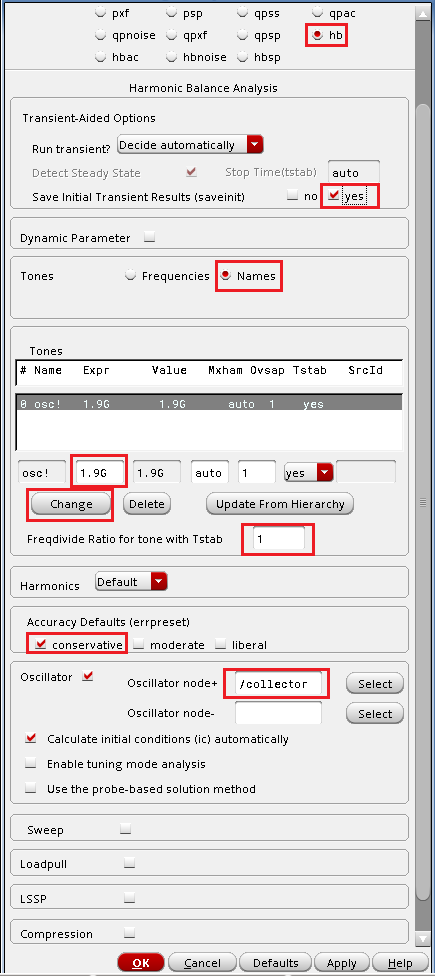 pxf psp qpss qpac
qpnoise qpxf qpsp hb
hbac hbnoise hbsp
Harmonic Balance Analysis
Transient-Aided Options
Run transient? Decide automatically
Detect Steady State Stop Time(tstab) auto
Save Initial Transient Results (saveinit) no yes
Dynamic Parameter
Tones Frequencies Names
Tones
# Name Expr Value Mxham Ovsap Tstab SrcId
0 osc! 1.9G 1.9G auto 1 yes
osc! 1.9G 1.9G auto 1 yes
Change Delete Update From Hierarchy
Freqdivide Ratio for tone with Tstab 1
Harmonics Default
Accuracy Defaults (errpreset)
conservative moderate liberal
Oscillator Oscillator node+ /collector Select
Oscillator node- Select
Calculate initial conditions (ic) automatically
Enable tuning mode analysis
Use the probe-based solution method
Sweep
Loadpull
LSSP
Compression
OK Cancel Defaults Apply Help